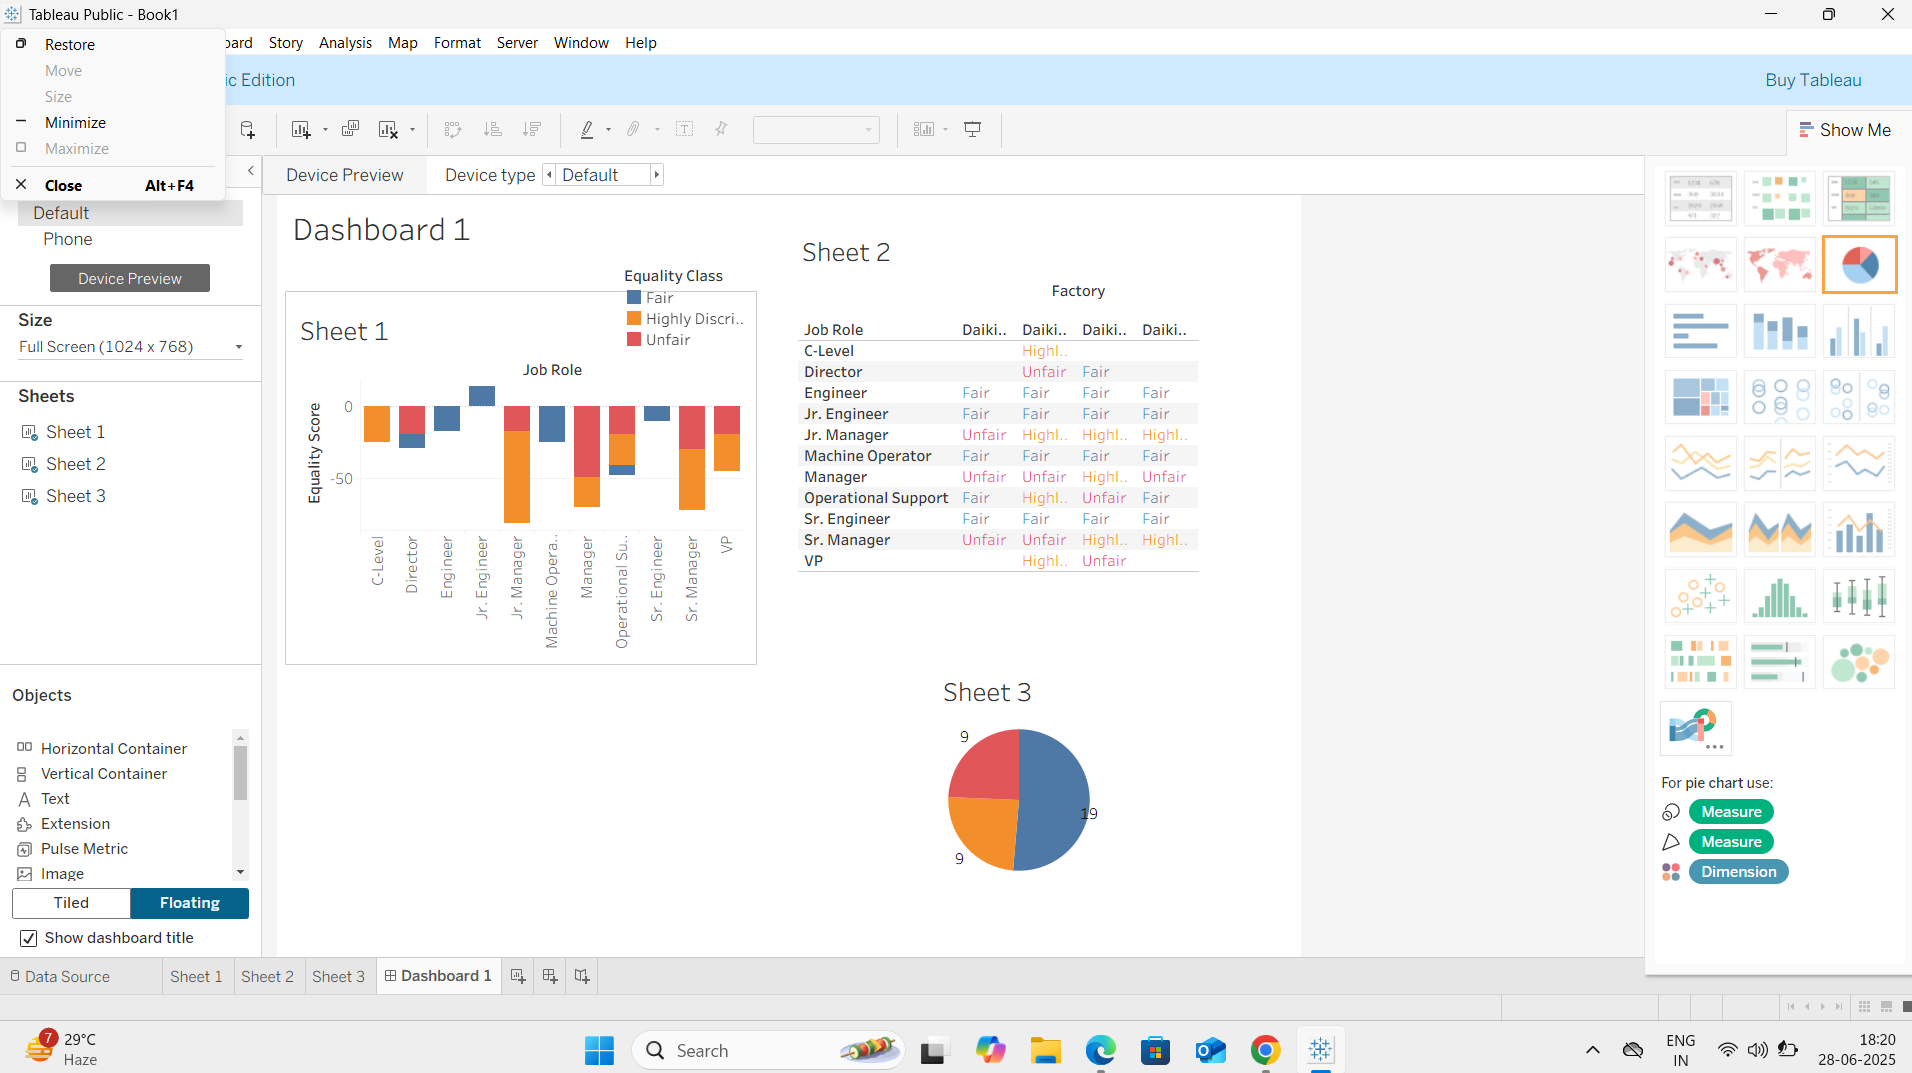 Tableau Public - Book1
Restore
Move
Size
Minimize
Maximize
Close Alt+F4
oard Story Analysis Map Format Server Window Help
ic Edition
Buy Tableau
Show Me
Device Preview Device type Default
Default
Phone
Device Preview
Size
Full Screen (1024 x 768)
Sheets
Sheet 1
Sheet 2
Sheet 3
Objects
Horizontal Container
Vertical Container
Text
Extension
Pulse Metric
Image
Tiled Floating
Show dashboard title
Dashboard 1
Equality Class
Fair
Highly Discri..
Unfair
Sheet 1
Job Role
Equality Score
0
-50
C-Level
Director
Engineer
Jr. Engineer
Jr. Manager
Machine Opera..
Manager
Operational Su..
Sr. Engineer
Sr. Manager
VP
Sheet 2
Factory
Job Role Daiki.. Daiki.. Daiki.. Daiki..
C-Level Highl..
Director Unfair Fair
Engineer Fair Fair Fair Fair
Jr. Engineer Fair Fair Fair Fair
Jr. Manager Unfair Highl.. Highl.. Highl..
Machine Operator Fair Fair Fair Fair
Manager Unfair Unfair Highl.. Unfair
Operational Support Fair Highl.. Unfair Fair
Sr. Engineer Fair Fair Fair Fair
Sr. Manager Unfair Unfair Highl.. Highl..
VP Highl.. Unfair
Sheet 3
9
19
9
For pie chart use:
Measure
Measure
Dimension
Data Source Sheet 1 Sheet 2 Sheet 3 Dashboard 1
7
29°C
Haze
Search
ENG
IN
18:20
28-06-2025